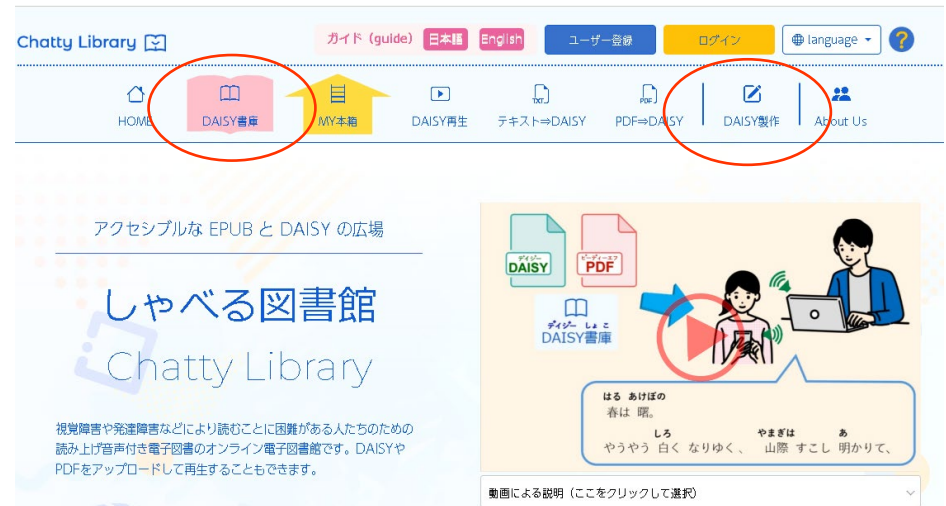 Chatty Library
ガイド (guide) 日本語 English ユーザー登録 ログイン language ?
TXT. PDF
HOME DAISY書庫 MY本箱 DAISY再生 テキスト⇒DAISY PDF⇒DAISY DAISY製作 About Us
アクセシブルな EPUB と DAISY の広場
しゃべる図書館
Chatty Library
視覚障害や発達障害などにより読むことに困難がある人たちのための
読み上げ音声付き電子図書のオンライン電子図書館です。DAISYや
PDFをアップロードして再生することもできます。
デイジー
DAISY
ピーディーエフ
PDF
デイジー しょこ
DAISY書庫
はる あけぼの
春は 曙。
しろ やまぎは あ
やうやう 白く なりゆく、 山際 すこし 明かりて、
動画による説明（ここをクリックして選択）